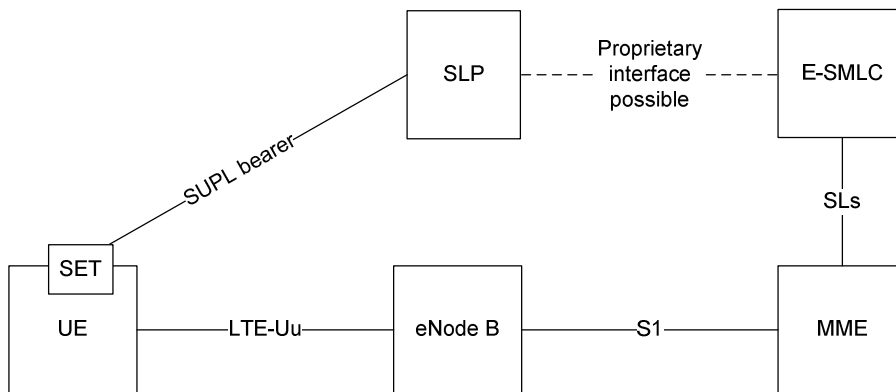 SLP
Proprietary
interface
possible
E-SMLC
SUPL bearer
SLs
SET
UE
LTE-Uu
eNode B
S1
MME